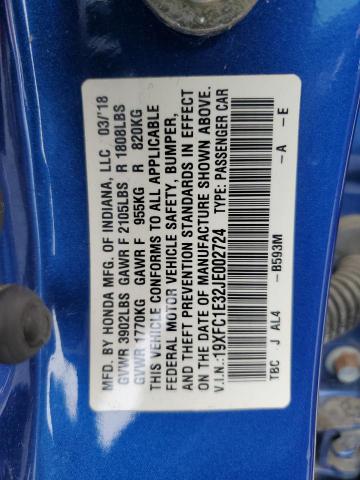 MFD. BY HONDA MFG. OF INDIANA, LLC 03/'18
GVWR 3902LBS GAWR F 2105LBS R 1808LBS
GVWR 1770KG GAWR F 955KG R 820KG
THIS VEHICLE CONFORMS TO ALL APPLICABLE
FEDERAL MOTOR VEHICLE SAFETY, BUMPER,
AND THEFT PREVENTION STANDARDS IN EFFECT
ON THE DATE OF MANUFACTURE SHOWN ABOVE.
V.I.N.:19XFC1E32JE002724 TYPE: PASSENGER CAR
TBC J AL4 -B593M -A -E